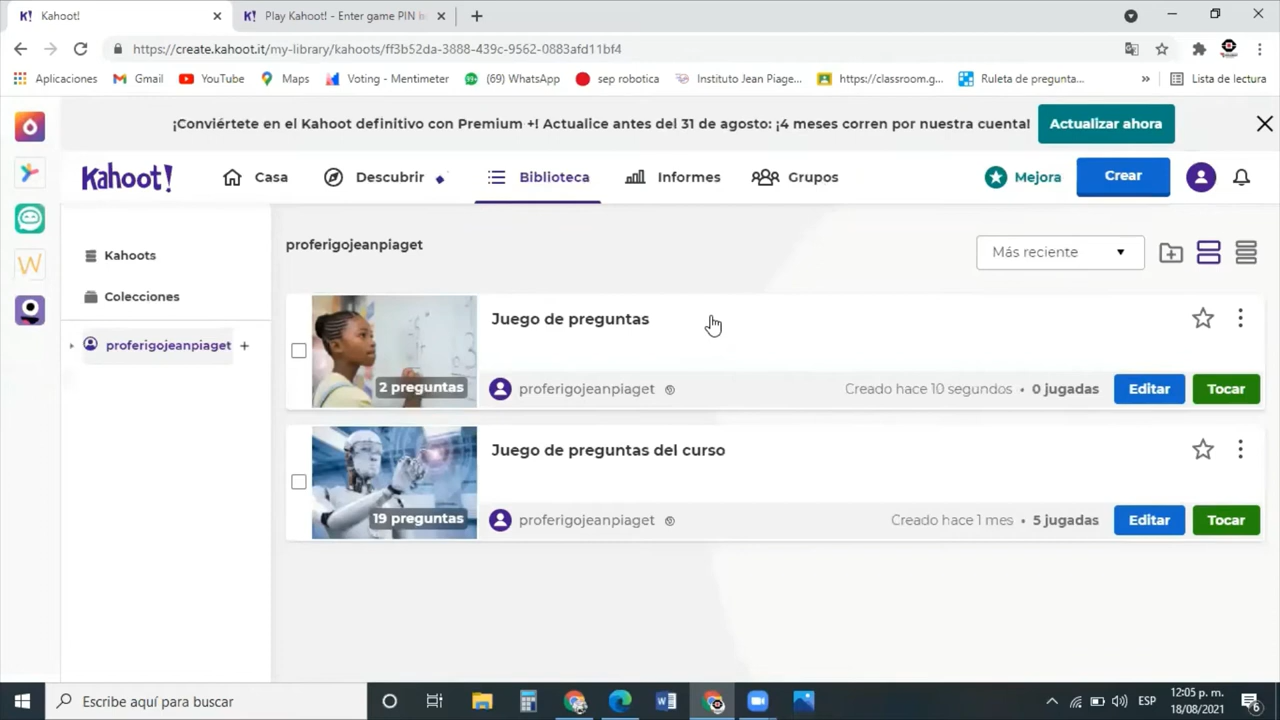 Kahoot!
Play Kahoot! - Enter game PIN
https://create.kahoot.it/my-library/kahoots/ff3b52da-3888-439c-9562-0883afd11bf4
Aplicaciones
Gmail
YouTube
Maps
Voting - Mentimeter
(69) WhatsApp
sep robotica
Instituto Jean Piage...
https://classroom.g...
Ruleta de pregunta...
»
Lista de lectura
¡Conviértete en el Kahoot definitivo con Premium +! Actualice antes del 31 de agosto: ¡4 meses corren por nuestra cuenta!
Actualizar ahora
Kahoot!
Casa
Descubrir
Biblioteca
Informes
Grupos
Mejora
Crear
Kahoots
Colecciones
proferigojeanpiaget +
proferigojeanpiaget
Más reciente
Juego de preguntas
2 preguntas
proferigojeanpiaget
Creado hace 10 segundos • 0 jugadas
Editar
Tocar
Juego de preguntas del curso
19 preguntas
proferigojeanpiaget
Creado hace 1 mes • 5 jugadas
Editar
Tocar
Escribe aquí para buscar
ESP
12:05 p. m.
18/08/2021
6